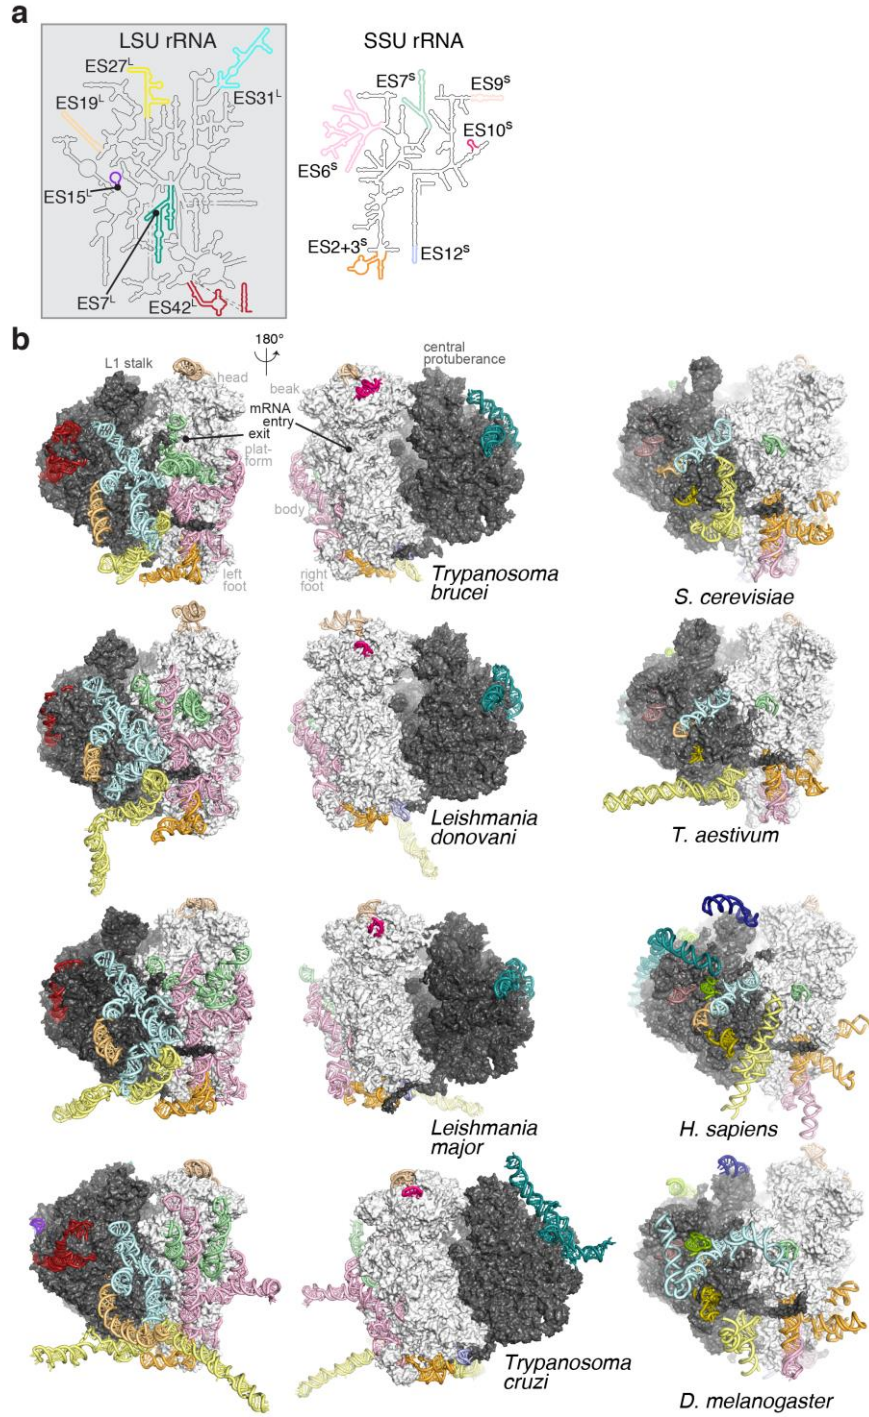 a
LSU rRNA
SSU rRNA
ES27ᴸ
ES31ᴸ
ES19ᴸ
ES15ᴸ
ES7ᴸ
ES42ᴸ
ES7ˢ
ES9ˢ
ES10ˢ
ES6ˢ
ES2+3ˢ
ES12ˢ
b
180°
L1 stalk
head
beak
mRNA
entry
exit
plat-
form
body
left
foot
right
foot
central
protuberance
Trypanosoma
brucei
S. cerevisiae
Leishmania
donovani
T. aestivum
Leishmania
major
H. sapiens
Trypanosoma
cruzi
D. melanogaster